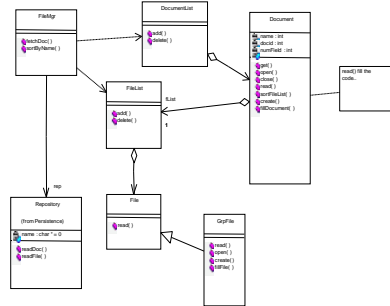 FileMgr
fetchDoc( )
sortByName( )
DocumentList
add( )
delete( )
Document
name : int
docid : int
numField : int
get( )
open( )
close( )
read( )
sortFileList( )
create( )
fillDocument( )
read() fill the
code..
FileList
add( )
delete( )
fList
1
rep
Repository
(from Persistence)
name : char * = 0
readDoc( )
readFile( )
File
read( )
GrpFile
read( )
open( )
create( )
fillFile( )